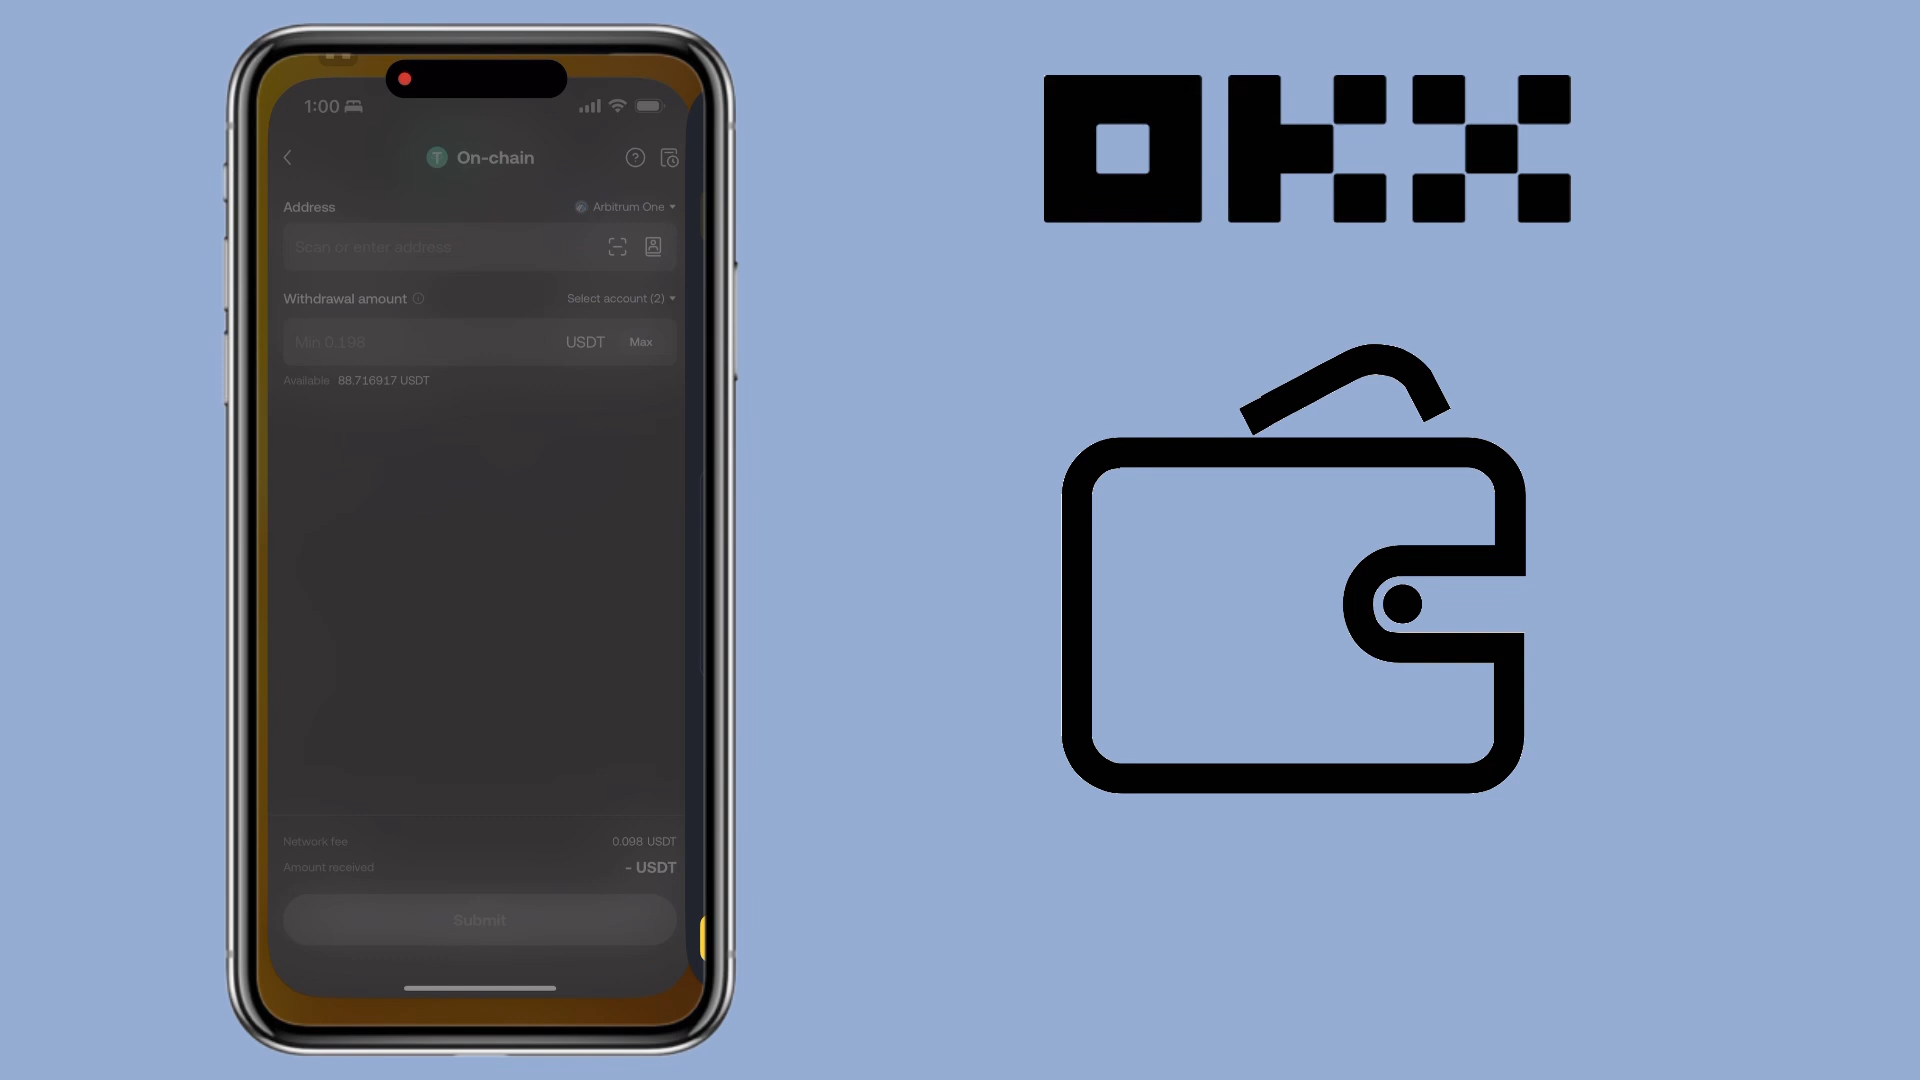 1:00
On-chain
Address
Arbitrum One
Scan or enter address
Withdrawal amount
Select account (2)
Min 0.198
USDT
Max
Available 88.716917 USDT
Network fee
0.098 USDT
Amount received
- USDT
Submit
OKX